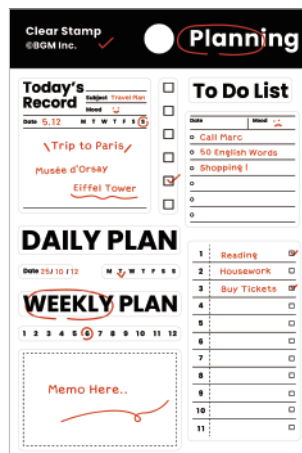 Clear Stamp
©BGM Inc.
Planning
Today's
Record
Subject Travel Plan
Mood
Date 5.12 M T W T F S S
\Trip to Paris/
Musée d'Orsay
Eiffel Tower
To Do List
Date Mood
Call Marc
50 English Words
Shopping!
DAILY PLAN
Date 25/ 10 / 12 M T W T F S S
WEEKLY PLAN
1 2 3 4 5 6 7 8 9 10 11 12
Memo Here..
1 Reading
2 Housework
3 Buy Tickets
4
5
6
7
8
9
10
11